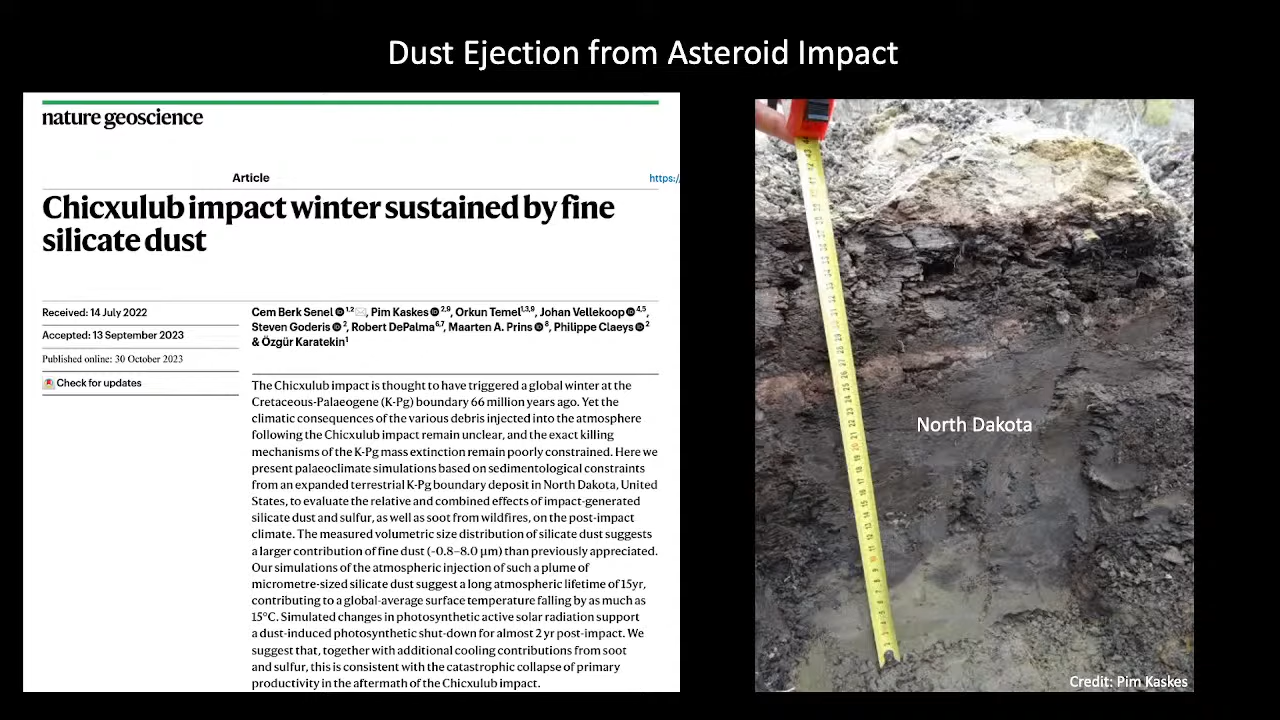 Dust Ejection from Asteroid Impact
nature geoscience
Article
https:/
Chicxulub impact winter sustained by fine
silicate dust
Received: 14 July 2022
Accepted: 13 September 2023
Published online: 30 October 2023
Check for updates
Cem Berk Senel 1,2, Pim Kaskes 2,9, Orkun Temel1,3,9, Johan Vellekoop 4,5,
Steven Goderis 2, Robert DePalma6,7, Maarten A. Prins 8, Philippe Claeys 2
& Özgür Karatekin1
The Chicxulub impact is thought to have triggered a global winter at the
Cretaceous-Palaeogene (K-Pg) boundary 66 million years ago. Yet the
climatic consequences of the various debris injected into the atmosphere
following the Chicxulub impact remain unclear, and the exact killing
mechanisms of the K-Pg mass extinction remain poorly constrained. Here we
present palaeoclimate simulations based on sedimentological constraints
from an expanded terrestrial K-Pg boundary deposit in North Dakota, United
States, to evaluate the relative and combined effects of impact-generated
silicate dust and sulfur, as well as soot from wildfires, on the post-impact
climate. The measured volumetric size distribution of silicate dust suggests
a larger contribution of fine dust (~0.8–8.0 μm) than previously appreciated.
Our simulations of the atmospheric injection of such a plume of
micrometre-sized silicate dust suggest a long atmospheric lifetime of 15 yr,
contributing to a global-average surface temperature falling by as much as
15 °C. Simulated changes in photosynthetic active solar radiation support
a dust-induced photosynthetic shut-down for almost 2 yr post-impact. We
suggest that, together with additional cooling contributions from soot
and sulfur, this is consistent with the catastrophic collapse of primary
productivity in the aftermath of the Chicxulub impact.
North Dakota
Credit: Pim Kaskes